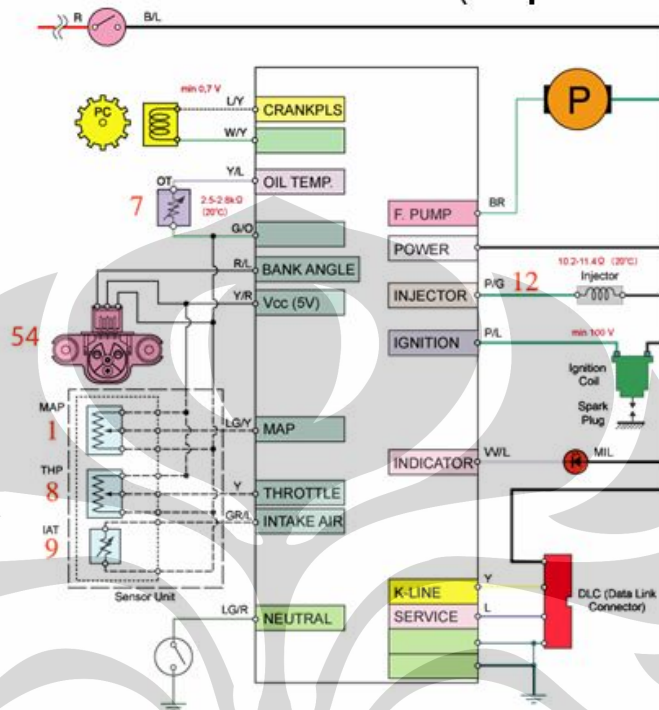 R B/L
min 0,7 V
PC
L/Y CRANKPLS
P
W/Y
Y/L OIL TEMP.
OT
7
2.5-2.8kΩ
(20°C)
BR
F. PUMP
G/O
POWER
R/L BANK ANGLE
10.2-11.4Ω (20°C)
Injector
P/G 12
Y/R Vcc (5V)
INJECTOR
54
P/L
min 100 V
IGNITION
Ignition
Coil
Spark
Plug
MAP
1
LG/Y MAP
INDICATOR
MIL
THP
8
Y THROTTLE
GR/L INTAKE AIR
IAT
9
Sensor Unit
Y
K-LINE
L
SERVICE
DLC (Data Link
Connector)
LG/R NEUTRAL